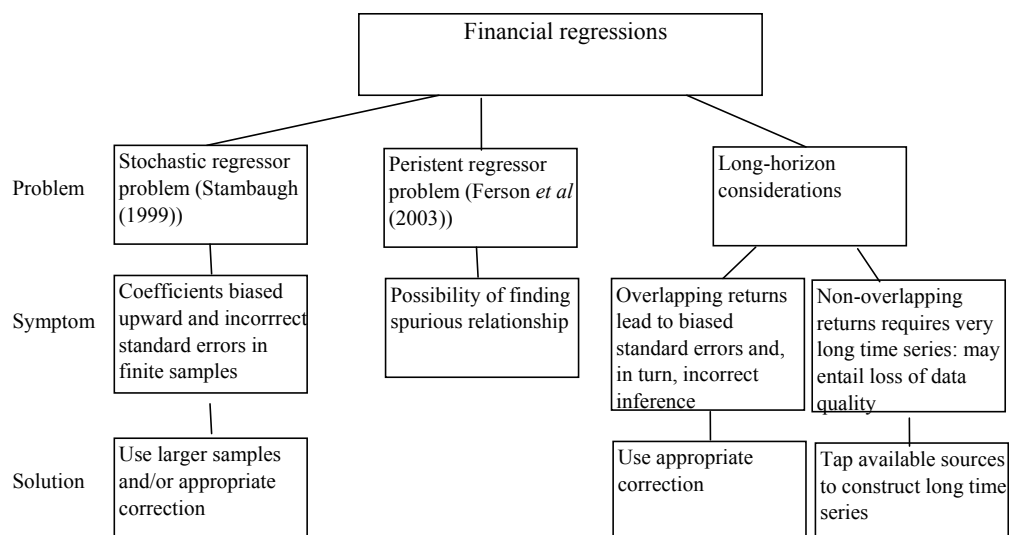 Financial regressions
Problem
Stochastic regressor
problem (Stambaugh
(1999))
Peristent regressor
problem (Ferson et al
(2003))
Long-horizon
considerations
Symptom
Coefficients biased
upward and incorrrect
standard errors in
finite samples
Possibility of finding
spurious relationship
Overlapping returns
lead to biased
standard errors and,
in turn, incorrect
inference
Non-overlapping
returns requires very
long time series: may
entail loss of data
quality
Solution
Use larger samples
and/or appropriate
correction
Use appropriate
correction
Tap available sources
to construct long time
series